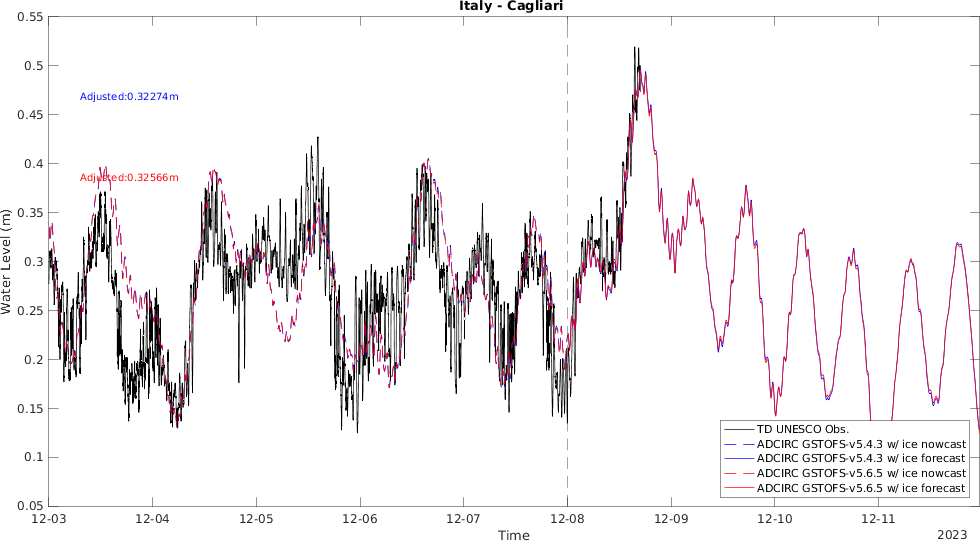 Italy - Cagliari
0.55
0.5
0.45
0.4
0.35
0.3
0.25
0.2
0.15
0.1
0.05
Water Level (m)
Adjusted:0.32274m
Adjusted:0.32566m
TD UNESCO Obs.
ADCIRC GSTOFS-v5.4.3 w/ ice nowcast
ADCIRC GSTOFS-v5.4.3 w/ ice forecast
ADCIRC GSTOFS-v5.6.5 w/ ice nowcast
ADCIRC GSTOFS-v5.6.5 w/ ice forecast
12-03 12-04 12-05 12-06 12-07 12-08 12-09 12-10 12-11
Time
2023